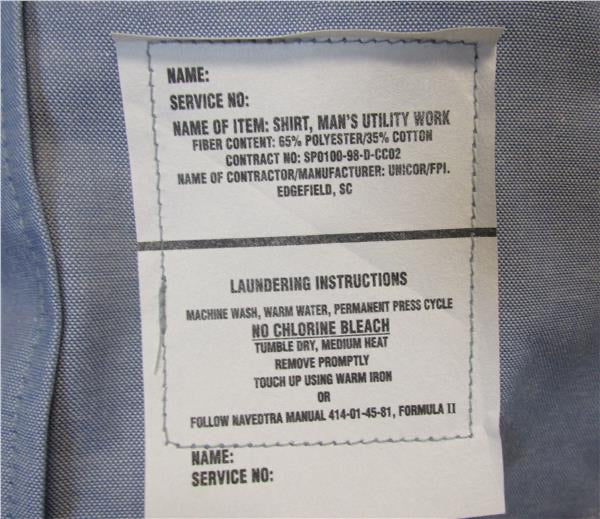 NAME:
SERVICE NO:
NAME OF ITEM: SHIRT, MAN'S UTILITY WORK
FIBER CONTENT: 65% POLYESTER/35% COTTON
CONTRACT NO: SP0100-98-D-CC02
NAME OF CONTRACTOR/MANUFACTURER: UNICOR/FPI.
EDGEFIELD, SC
LAUNDERING INSTRUCTIONS
MACHINE WASH, WARM WATER, PERMANENT PRESS CYCLE
NO CHLORINE BLEACH
TUMBLE DRY, MEDIUM HEAT
REMOVE PROMPTLY
TOUCH UP USING WARM IRON
OR
FOLLOW NAVEDTRA MANUAL 414-01-45-81, FORMULA II
NAME:
SERVICE NO: